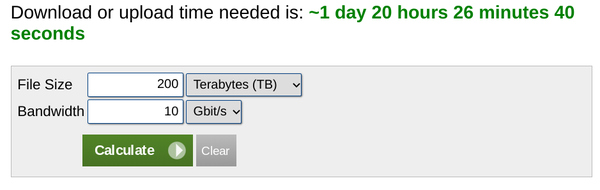 Download or upload time needed is: ~1 day 20 hours 26 minutes 40
seconds
File Size 200 Terabytes (TB)
Bandwidth 10 Gbit/s
Calculate Clear